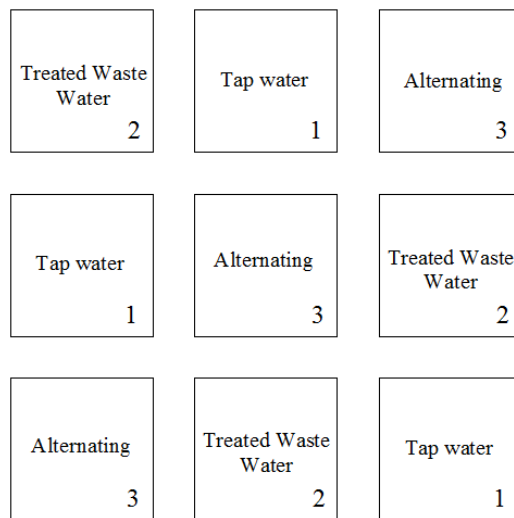 Treated Waste
Water
2
Tap water
1
Alternating
3
Tap water
1
Alternating
3
Treated Waste
Water
2
Alternating
3
Treated Waste
Water
2
Tap water
1